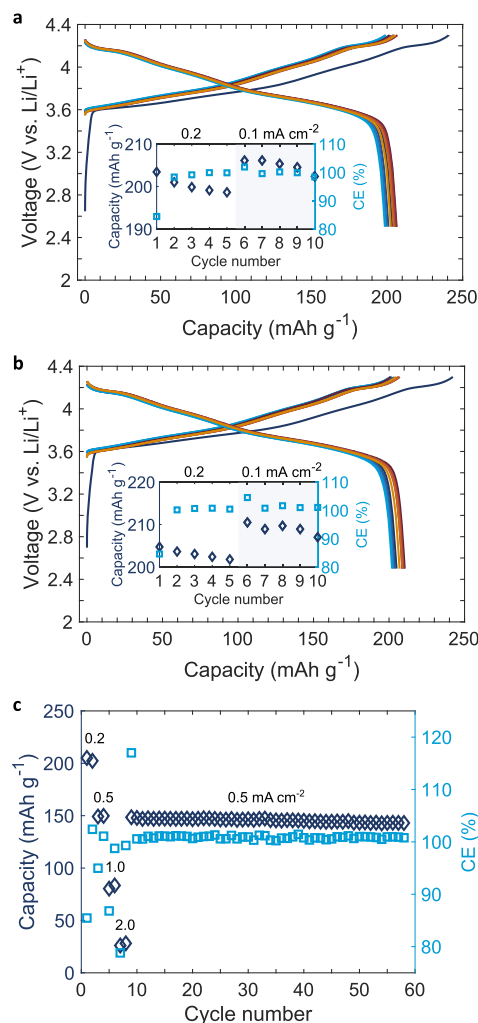 a
4.4
4
3.6
3.2
2.8
2.4
2
Voltage (V vs. Li/Li+)
0 50 100 150 200 250
Capacity (mAh g-1)
0.2 0.1 mA cm-2
210
200
190
Capacity (mAh g-1)
110
100
90
80
CE (%)
1 2 3 4 5 6 7 8 9 10
Cycle number
b
4.4
4
3.6
3.2
2.8
2.4
2
Voltage (V vs. Li/Li+)
0 50 100 150 200 250
Capacity (mAh g-1)
0.2 0.1 mA cm-2
220
210
200
Capacity (mAh g-1)
110
100
90
80
CE (%)
1 2 3 4 5 6 7 8 9 10
Cycle number
c
250
200
150
100
50
0
Capacity (mAh g-1)
0.2
0.5
1.0
2.0
0.5 mA cm-2
120
110
100
90
80
CE (%)
0 10 20 30 40 50 60
Cycle number